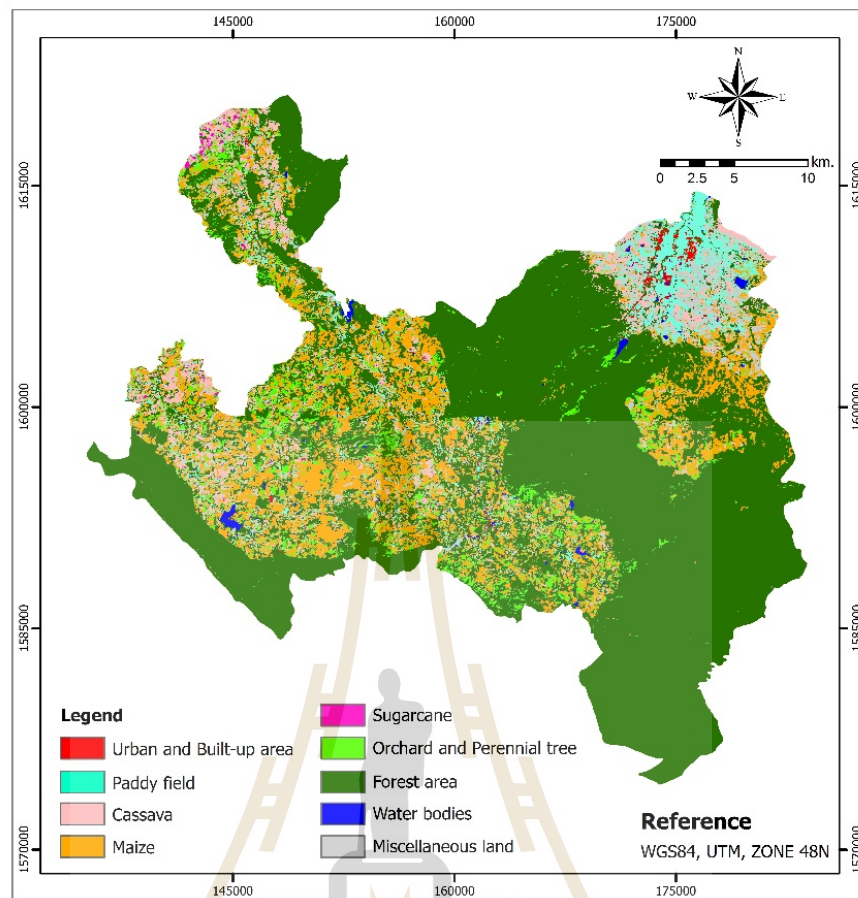 145000 160000 175000
N
W E
S
km.
0 2.5 5 10
1615000 1615000
1600000 1600000
1585000 1585000
1570000 1570000
Legend
Urban and Built-up area
Paddy field
Cassava
Maize
Sugarcane
Orchard and Perennial tree
Forest area
Water bodies
Miscellaneous land
Reference
WGS84, UTM, ZONE 48N
145000 160000 175000